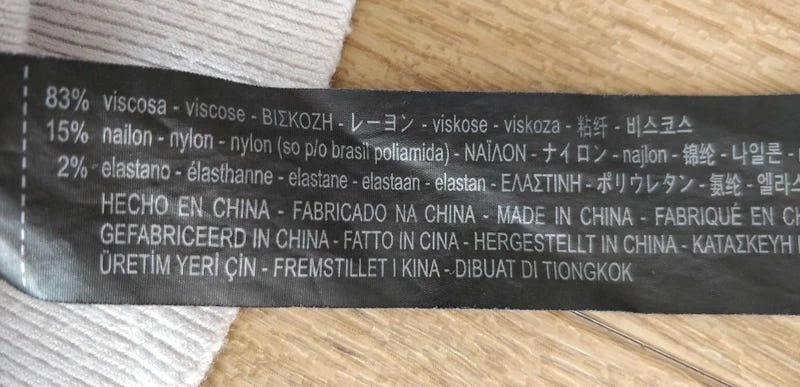 83% viscosa - viscose - ΒΙΣΚΟΖΗ - レーヨン - viskose - viskoza - 粘纤 - 비스코스
15% nailon - nylon - nylon (so p/o brasil poliamida) - ΝΑΪΛΟΝ - ナイロン - najlon - 锦纶 - 나일론 -
2% elastano - élasthanne - elastane - elastaan - elastan - ΕΛΑΣΤΙΝΗ - ポリウレタン - 氨纶 - 엘라스
HECHO EN CHINA - FABRICADO NA CHINA - MADE IN CHINA - FABRIQUÉ EN CH
GEFABRICEERD IN CHINA - FATTO IN CINA - HERGESTELLT IN CHINA - ΚΑΤΑΣΚΕΥΗ
ÜRETİM YERİ ÇİN - FREMSTILLET I KINA - DIBUAT DI TIONGKOK